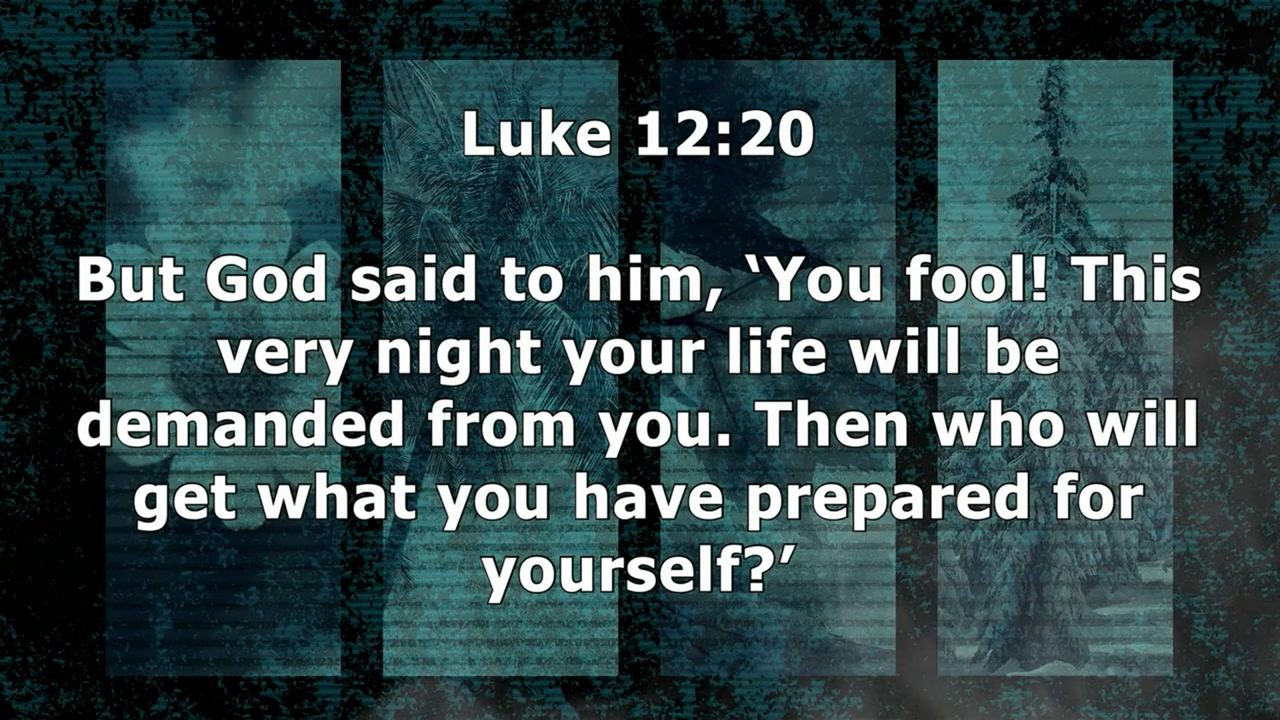 Luke 12:20
But God said to him, ‘You fool! This
very night your life will be
demanded from you. Then who will
get what you have prepared for
yourself?’